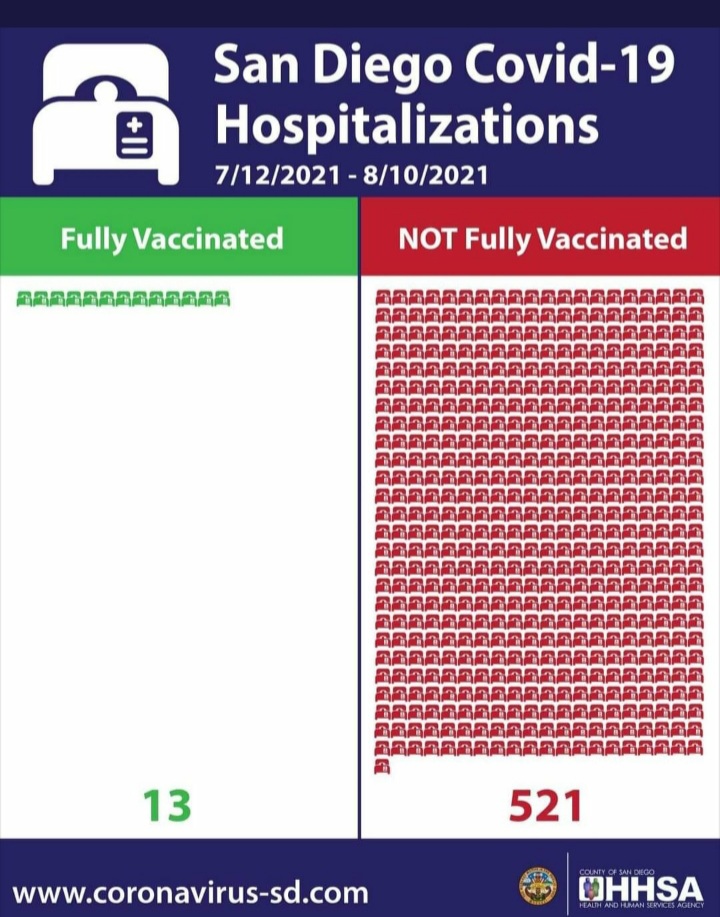 San Diego Covid-19
Hospitalizations
7/12/2021 - 8/10/2021
Fully Vaccinated
NOT Fully Vaccinated
13
521
www.coronavirus-sd.com
COUNTY OF SAN DIEGO
HHSA
HEALTH AND HUMAN SERVICES AGENCY